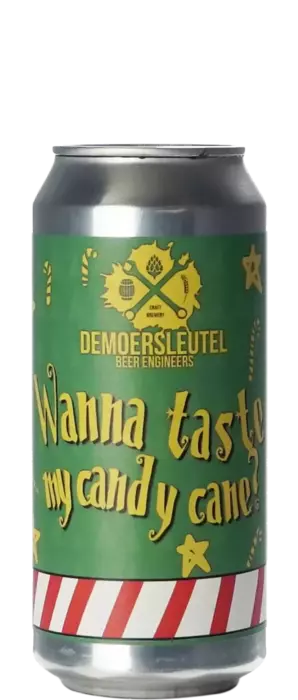 CRAFT
BREWERY
DEMOERSLEUTEL
BEER ENGINEERS
Wanna taste
my candy cane?